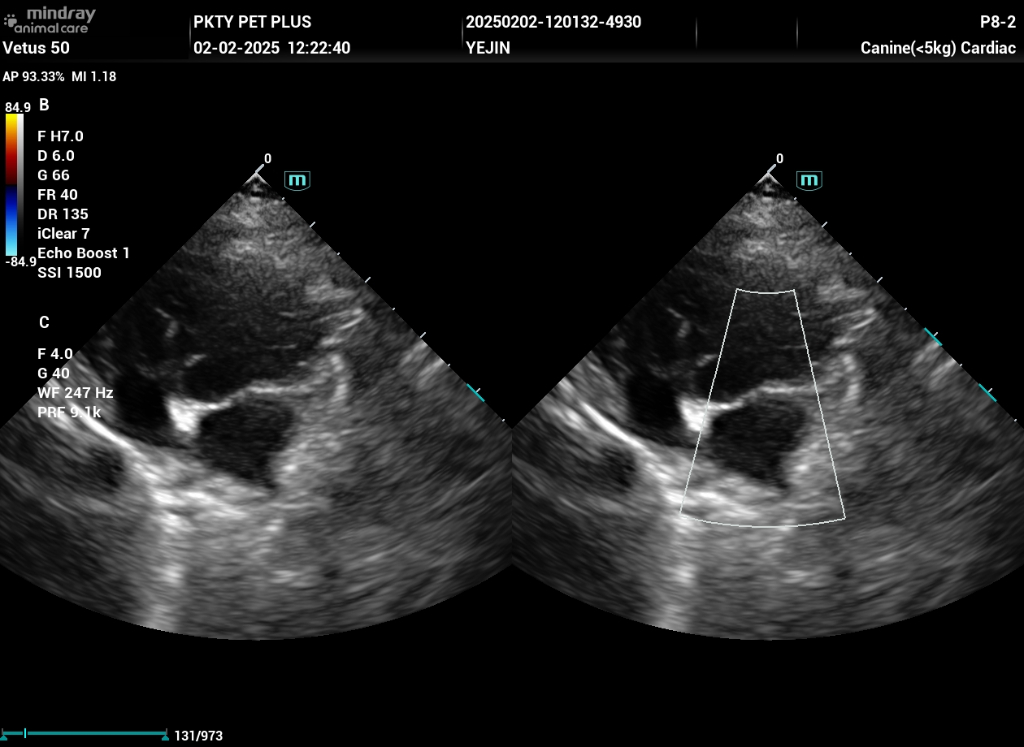 mindray
animalcare
PKTY PET PLUS
20250202-120132-4930
P8-2
Vetus 50
02-02-2025 12:22:40
YEJIN
Canine(<5kg) Cardiac
AP 93.33% MI 1.18
84.9
B
F H7.0
D 6.0
G 66
FR 40
DR 135
iClear 7
Echo Boost 1
-84.9
SSI 1500
C
F 4.0
G 40
WF 247 Hz
PRF 9.1k
0
m
0
m
131/973